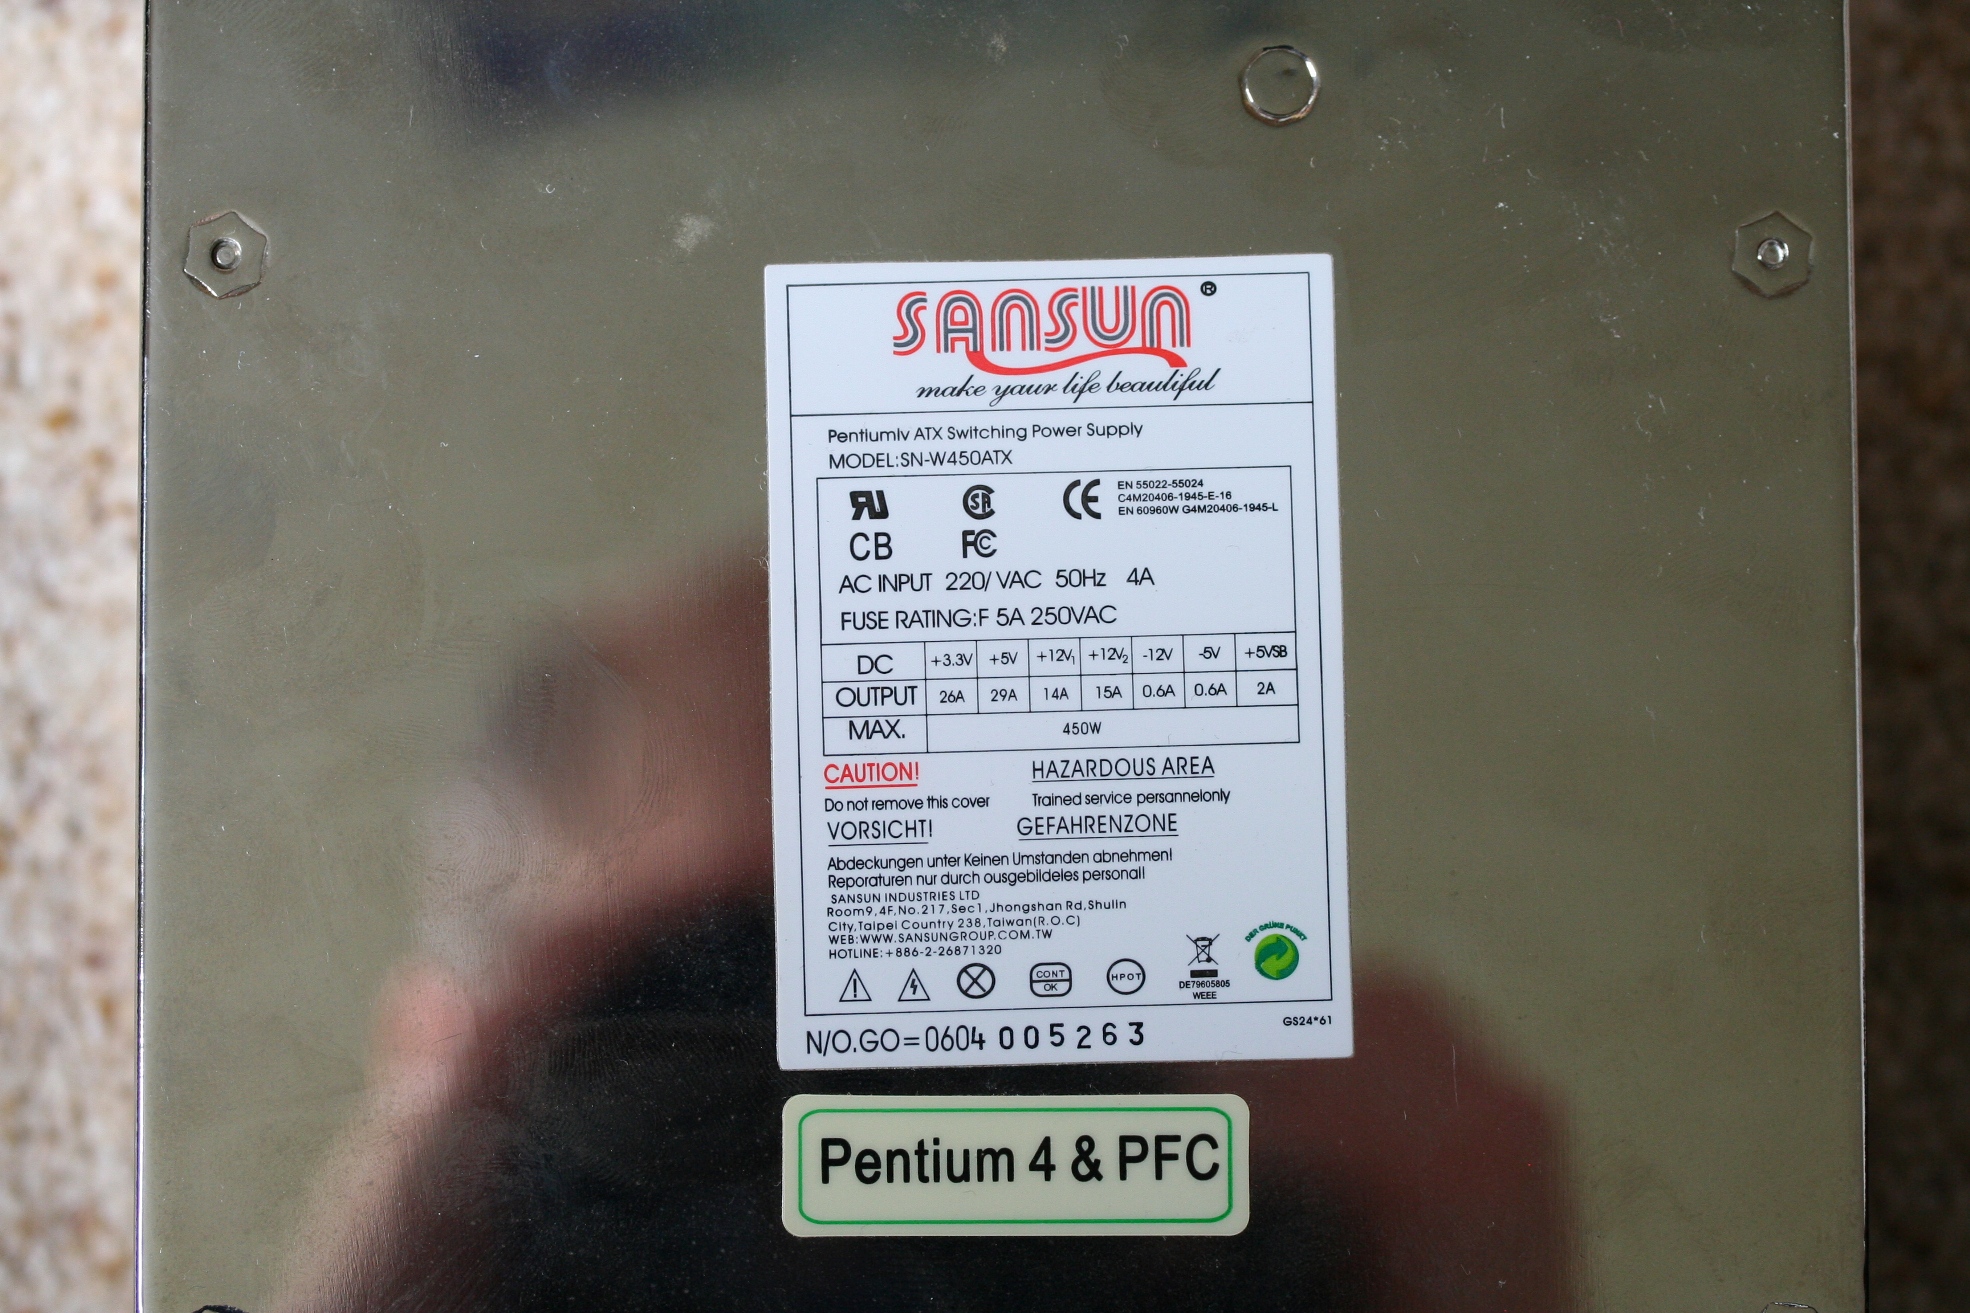 SANSUN®
make your life beautiful
PentiumIv ATX Switching Power Supply
MODEL:SN-W450ATX
EN 55022-55024
C4M20406-1945-E-16
EN 60960W G4M20406-1945-L
CB FC
AC INPUT 220/ VAC 50Hz 4A
FUSE RATING:F 5A 250VAC
DC +3.3V +5V +12V1 +12V2 -12V -5V +5VSB
OUTPUT 26A 29A 14A 15A 0.6A 0.6A 2A
MAX. 450W
CAUTION! HAZARDOUS AREA
Do not remove this cover Trained service persannelonly
VORSICHT! GEFAHRENZONE
Abdeckungen unter Keinen Umstanden abnehmen!
Reporaturen nur durch ousgebildeles personall
SANSUN INDUSTRIES LTD
Room9,4F,No.217,Sec1,Jhongshan Rd,Shulin
City,Taipei Country 238,Taiwan(R.O.C)
WEB:WWW.SANSUNGROUP.COM.TW
HOTLINE:+886-2-26871320
DER GRÜNE PUNKT
CONT
OK
HPOT
DE79605805
WEEE
GS24*61
N/O.GO=0604 005263
Pentium 4 & PFC